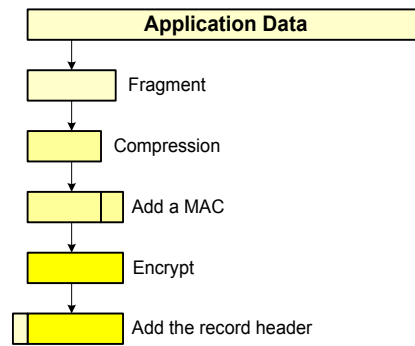 Application Data
Fragment
Compression
Add a MAC
Encrypt
Add the record header